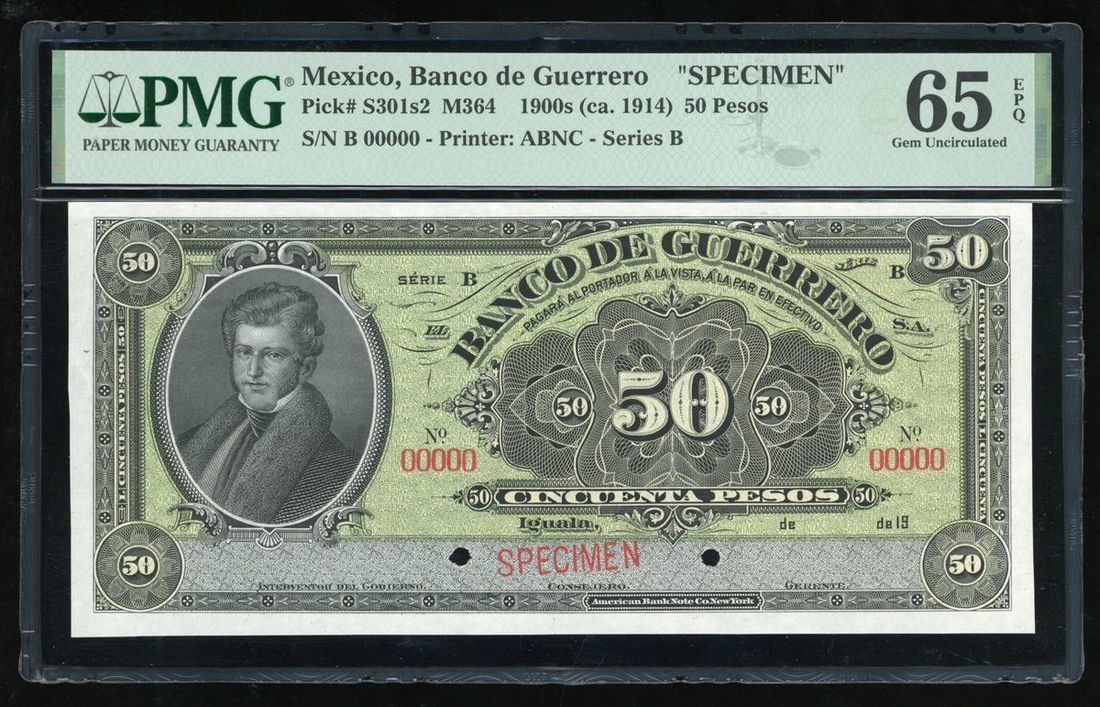 PMG®
PAPER MONEY GUARANTY
Mexico, Banco de Guerrero "SPECIMEN"
Pick# S301s2 M364 1900s (ca. 1914) 50 Pesos
S/N B 00000 - Printer: ABNC - Series B
65 EPQ
Gem Uncirculated
50
50
SÉRIE B
SÉRIE B
EL
BANCO DE GUERRERO
S.A.
PAGARÁ AL PORTADOR, Á LA VISTA, Á LA PAR EN EFECTIVO
50 50 50
Nº
00000
Nº
00000
50 CINCUENTA PESOS 50
Iguala, de de 19
SPECIMEN
50
50
INTERVENTOR DEL GOBIERNO. CONSEJERO. GERENTE.
American Bank Note Co. New York